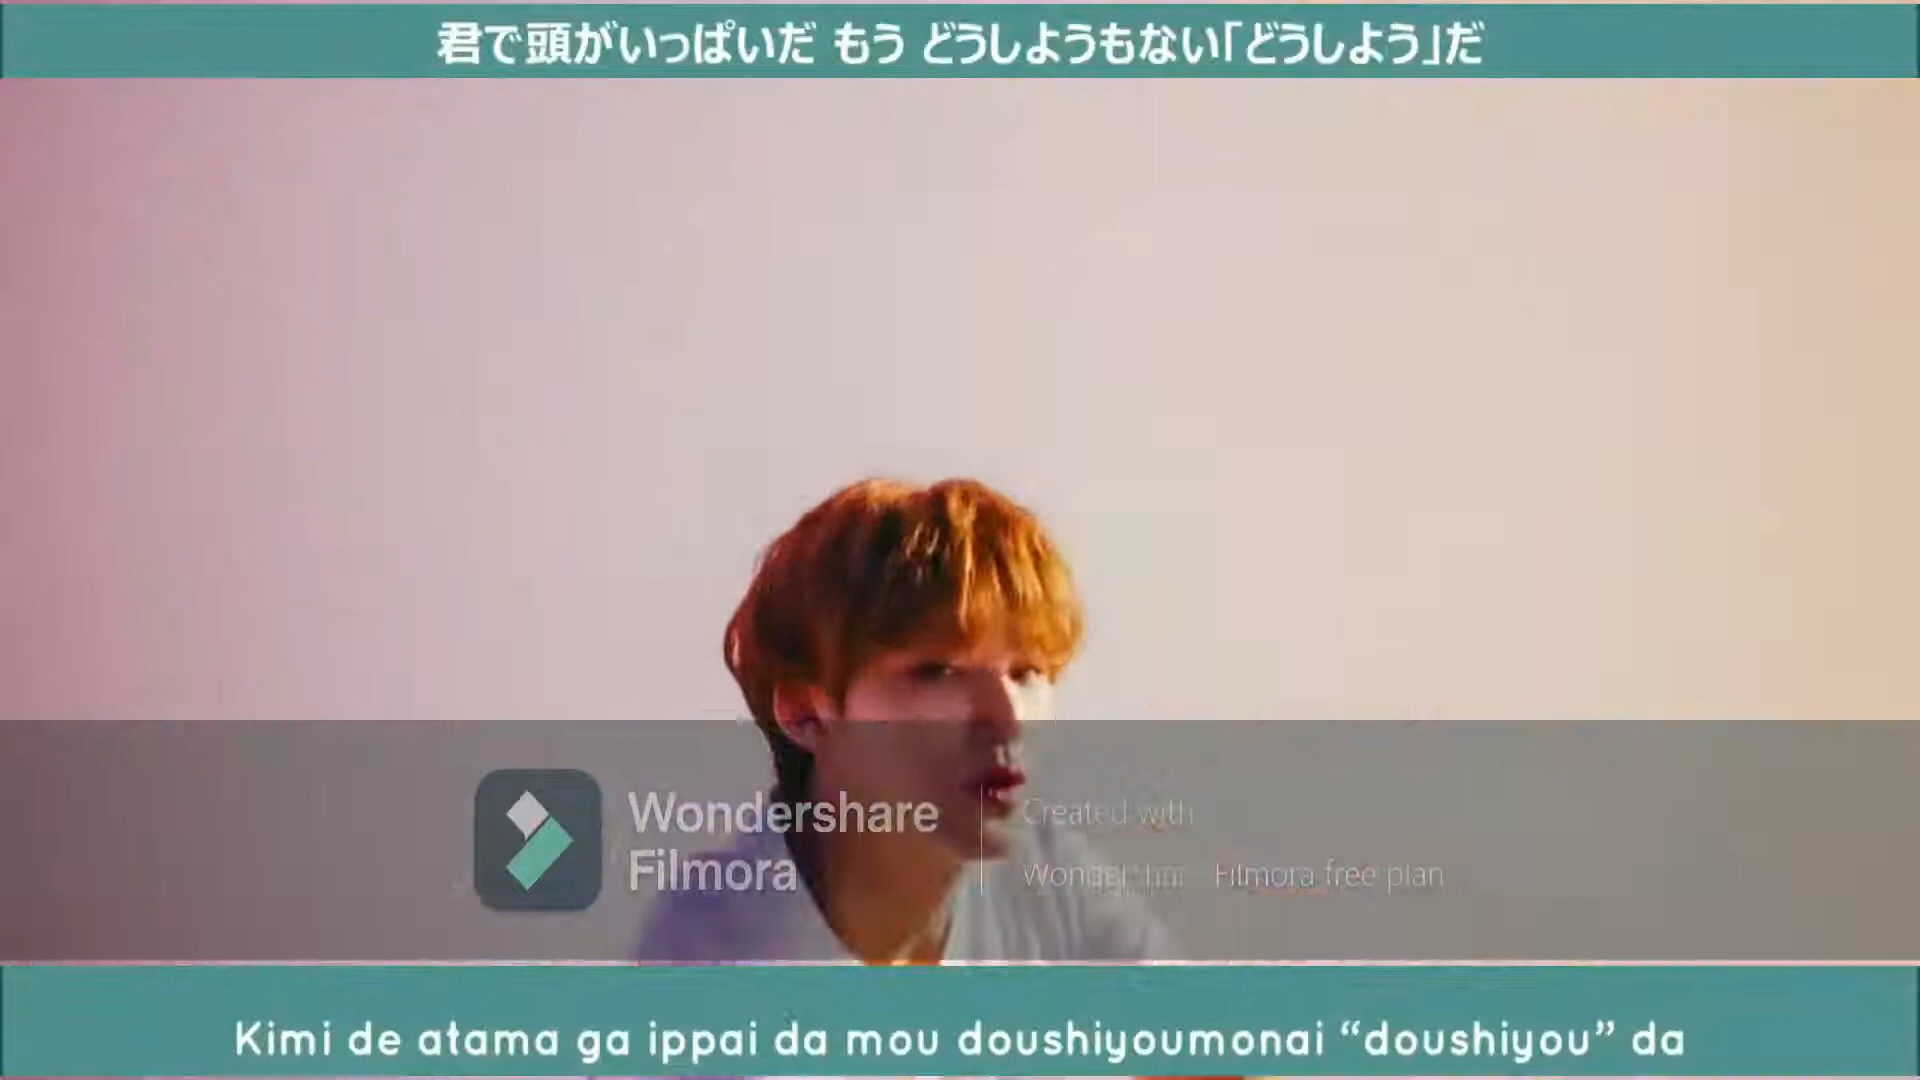 君で頭がいっぱいだ もう どうしようもない「どうしよう」だ
Wondershare
Filmora
Created with
Filmora free plan
Kimi de atama ga ippai da mou doushiyoumonai “doushiyou” da